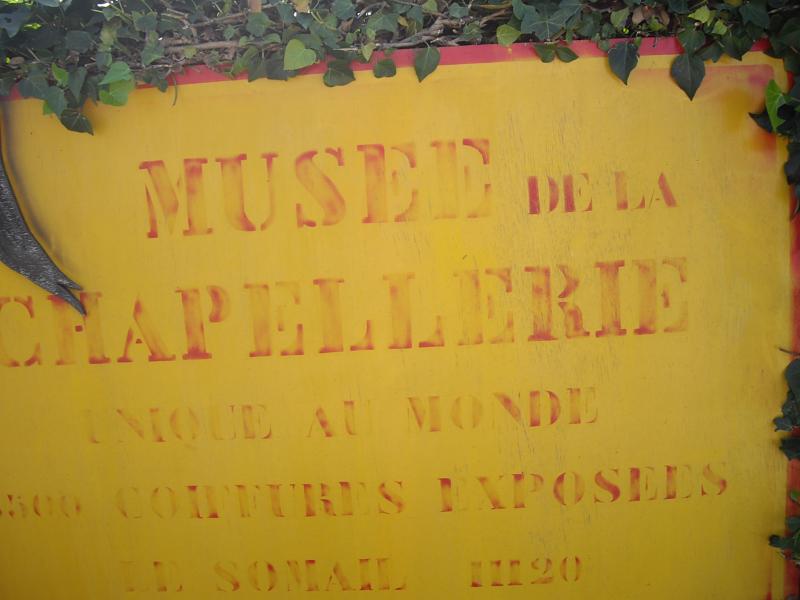 MUSEE DE LA
CHAPELLERIE
UNIQUE AU MONDE
COIFFURES EXPOSEES
LE SOMAIL 11120